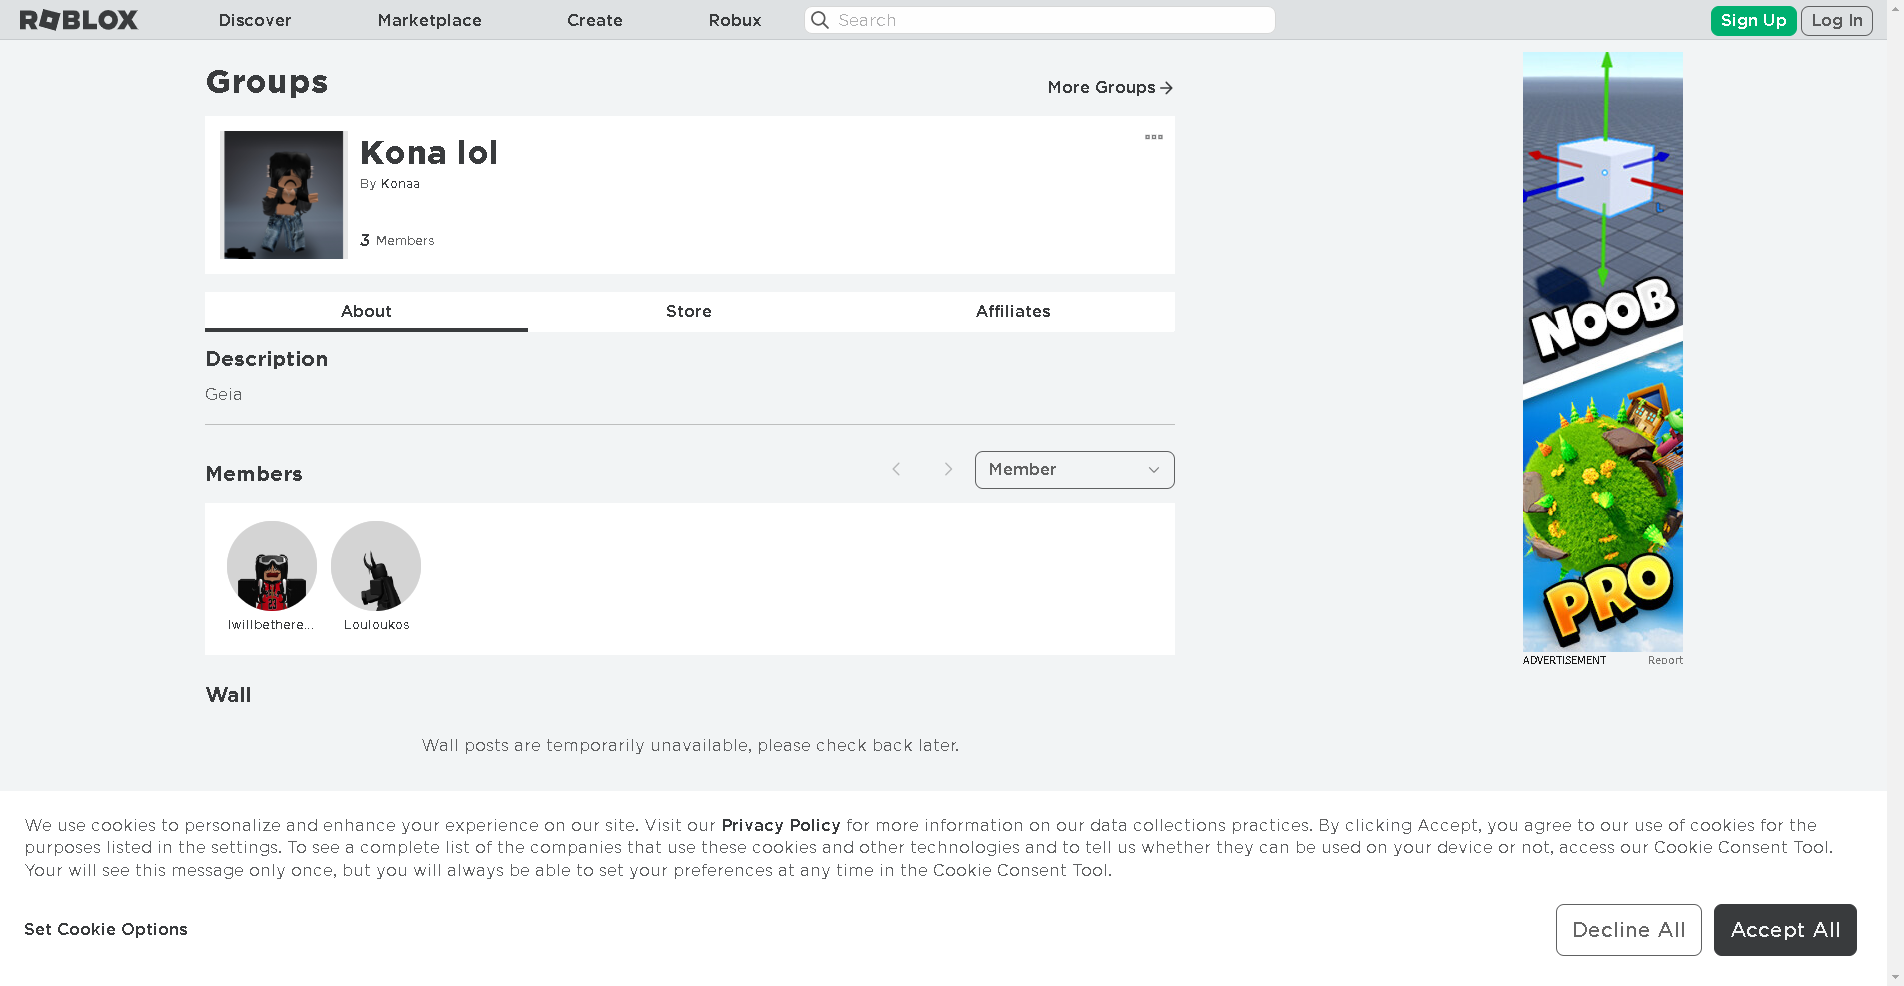 ROBLOX
Discover
Marketplace
Create
Robux
Search
Sign Up
Log In
Groups
More Groups
Kona lol
By Konaa
3 Members
About
Store
Affiliates
Description
Geia
Members
Member
Iwillbethere...
Louloukos
Wall
Wall posts are temporarily unavailable, please check back later.
NOOB
PRO
ADVERTISEMENT
Report
We use cookies to personalize and enhance your experience on our site. Visit our Privacy Policy for more information on our data collections practices. By clicking Accept, you agree to our use of cookies for the
purposes listed in the settings. To see a complete list of the companies that use these cookies and other technologies and to tell us whether they can be used on your device or not, access our Cookie Consent Tool.
Your will see this message only once, but you will always be able to set your preferences at any time in the Cookie Consent Tool.
Set Cookie Options
Decline All
Accept All